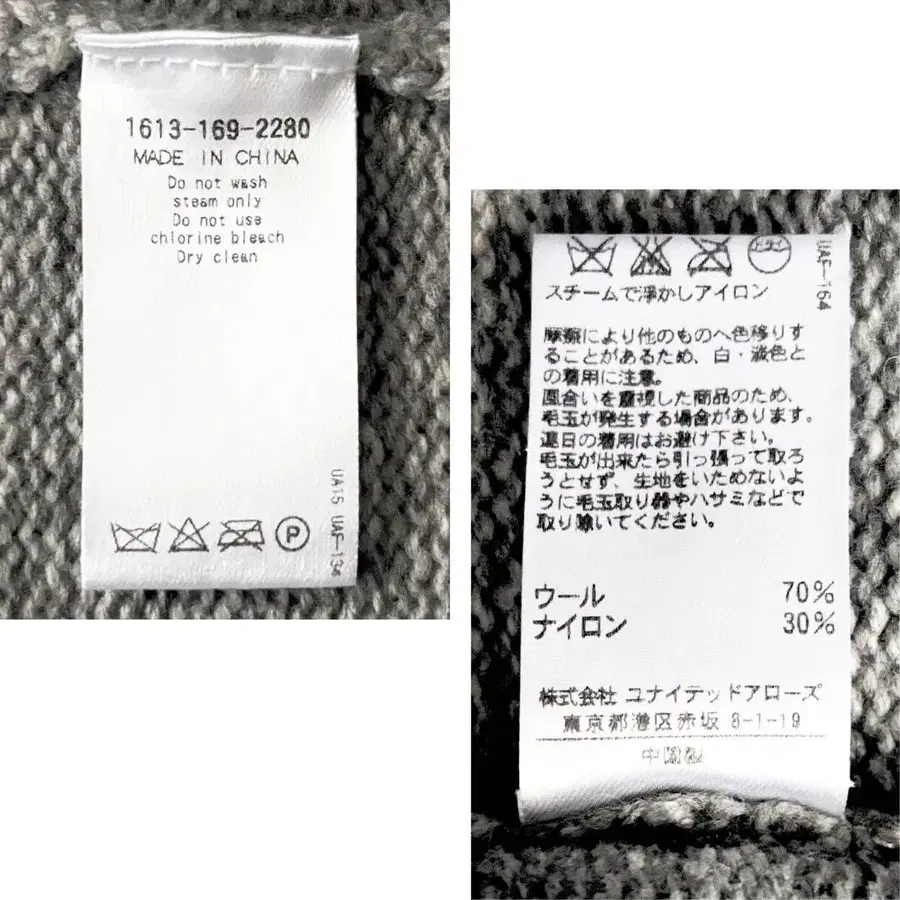 1613-169-2280
MADE IN CHINA
Do not wash
steam only
Do not use
chlorine bleach
Dry clean
UA15 UAF-134
P
ドライ
UAF-164
スチームで浮かしアイロン
摩擦により他のものへ色移りす
ることがあるため、白・淡色と
の着用に注意。
風合いを重視した商品のため、
毛玉が発生する場合があります。
連日の着用はお避け下さい。
毛玉が出来たら引っ張って取ろ
うとせず、生地をいためないよ
うに毛玉取り器やハサミなどで
取り除いてください。
ウール 70%
ナイロン 30%
株式会社 ユナイテッドアローズ
東京都港区赤坂 8-1-19
中国製